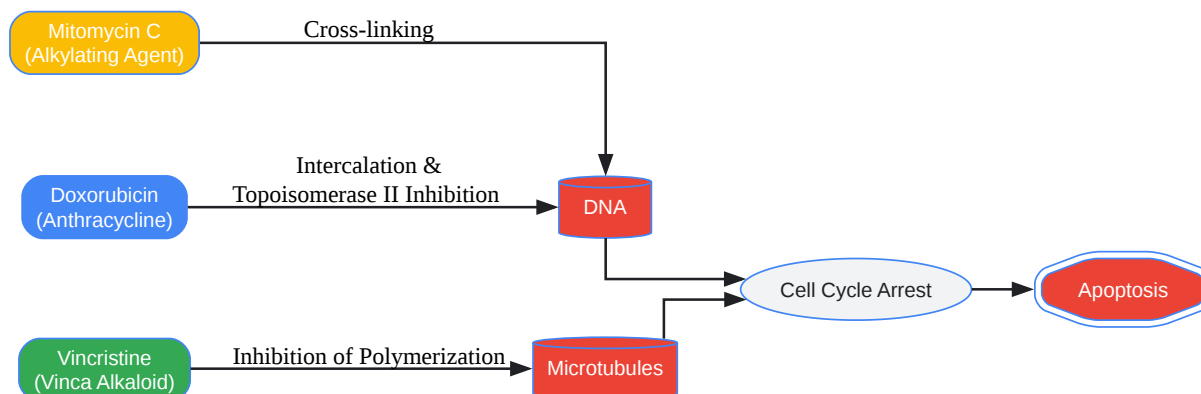 Mitomycin C
(Alkylating Agent)
Cross-linking
Intercalation &
Topoisomerase II Inhibition
Doxorubicin
(Anthracycline)
DNA
Cell Cycle Arrest
Apoptosis
Vincristine
(Vinca Alkaloid)
Inhibition of Polymerization
Microtubules